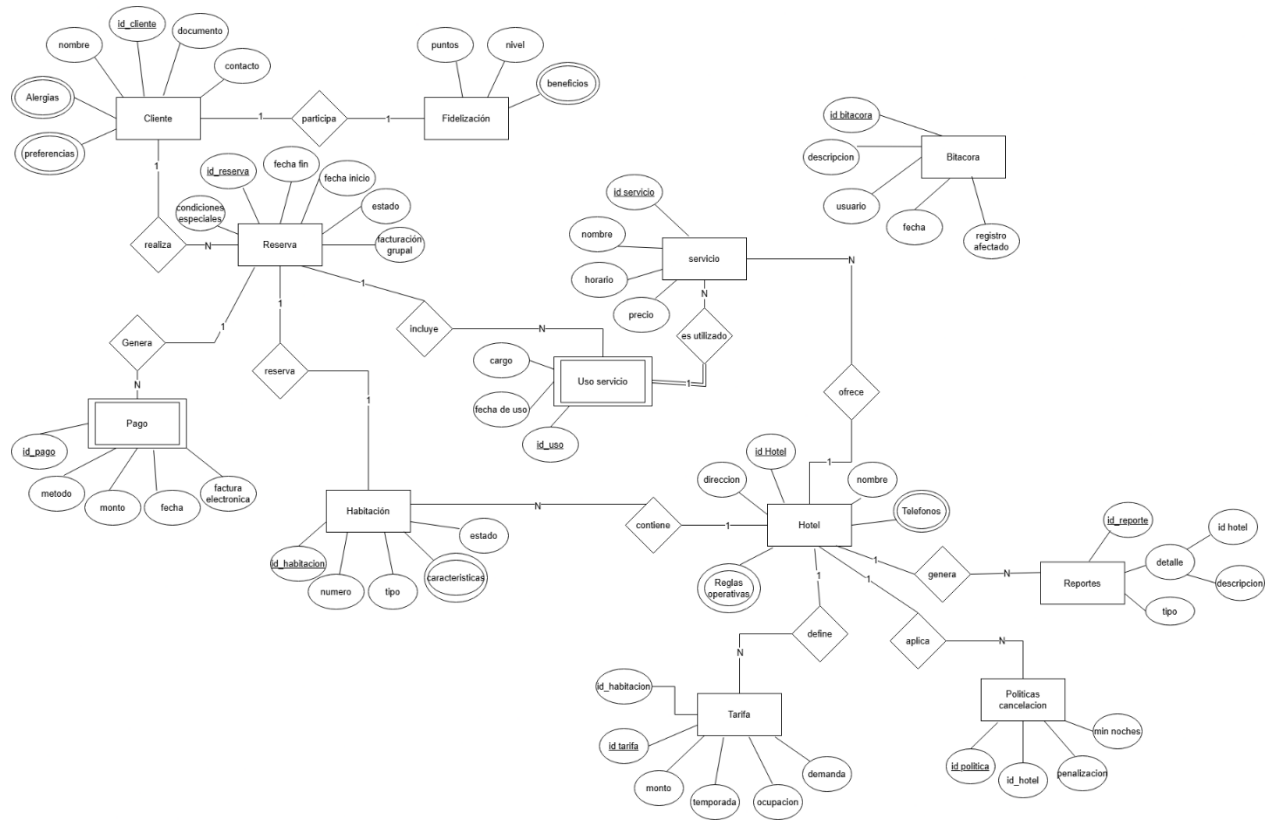 id_cliente
documento
nombre
contacto
Alergias
preferencias
Cliente
1
participa
1
puntos
nivel
beneficios
Fidelización
1
realiza
N
id_reserva
fecha fin
fecha inicio
condiciones
especiales
estado
facturación
grupal
Reserva
id bitacora
descripcion
usuario
fecha
registro
afectado
Bitacora
id servicio
nombre
horario
precio
servicio
1
N
es utilizado
1
1
incluye
N
cargo
fecha de uso
id_uso
Uso servicio
1
Genera
N
Pago
id_pago
metodo
monto
fecha
factura
electronica
1
reserva
1
ofrece
1
Habitación
id_habitacion
numero
tipo
características
estado
N
contiene
1
id Hotel
direccion
nombre
Telefonos
Reglas
operativas
Hotel
1
genera
N
id_reporte
id hotel
detalle
descripcion
tipo
Reportes
1
define
N
1
aplica
N
id_habitacion
id tarifa
monto
temporada
ocupacion
demanda
Tarifa
Politicas
cancelacion
id politica
id_hotel
penalizacion
min noches